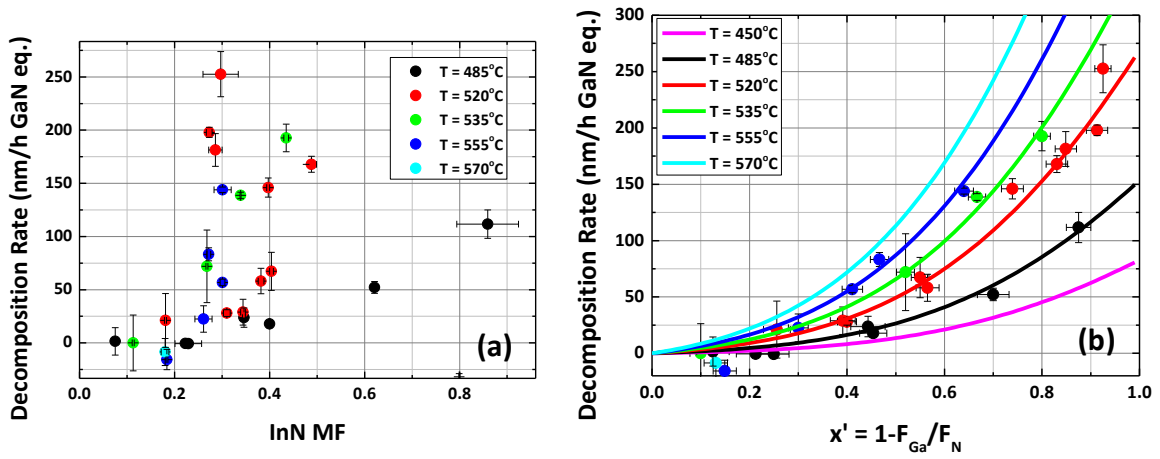 Decomposition Rate (nm/h GaN eq.)
250
200
150
100
50
0
0.0 0.2 0.4 0.6 0.8
InN MF
T = 485°C
T = 520°C
T = 535°C
T = 555°C
T = 570°C
(a)
Decomposition Rate (nm/h GaN eq.)
300
250
200
150
100
50
0
0.0 0.2 0.4 0.6 0.8 1.0
x' = 1-F_Ga/F_N
T = 450°C
T = 485°C
T = 520°C
T = 535°C
T = 555°C
T = 570°C
(b)